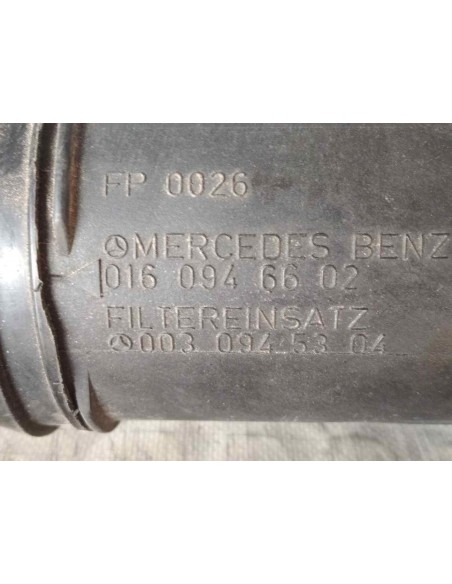 FP 0026
MERCEDES BENZ
016 094 66 02
FILTEREINSATZ
003 094 53 04